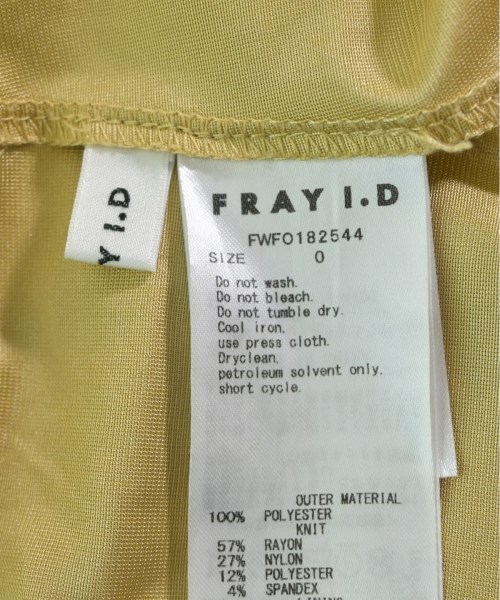 Y I.D
FRAY I.D
FWFO182544
SIZE 0
Do not wash.
Do not bleach.
Do not tumble dry.
Cool iron.
use press cloth.
Dryclean,
petroleum solvent only.
short cycle.
OUTER MATERIAL
100% POLYESTER
KNIT
57% RAYON
27% NYLON
12% POLYESTER
4% SPANDEX